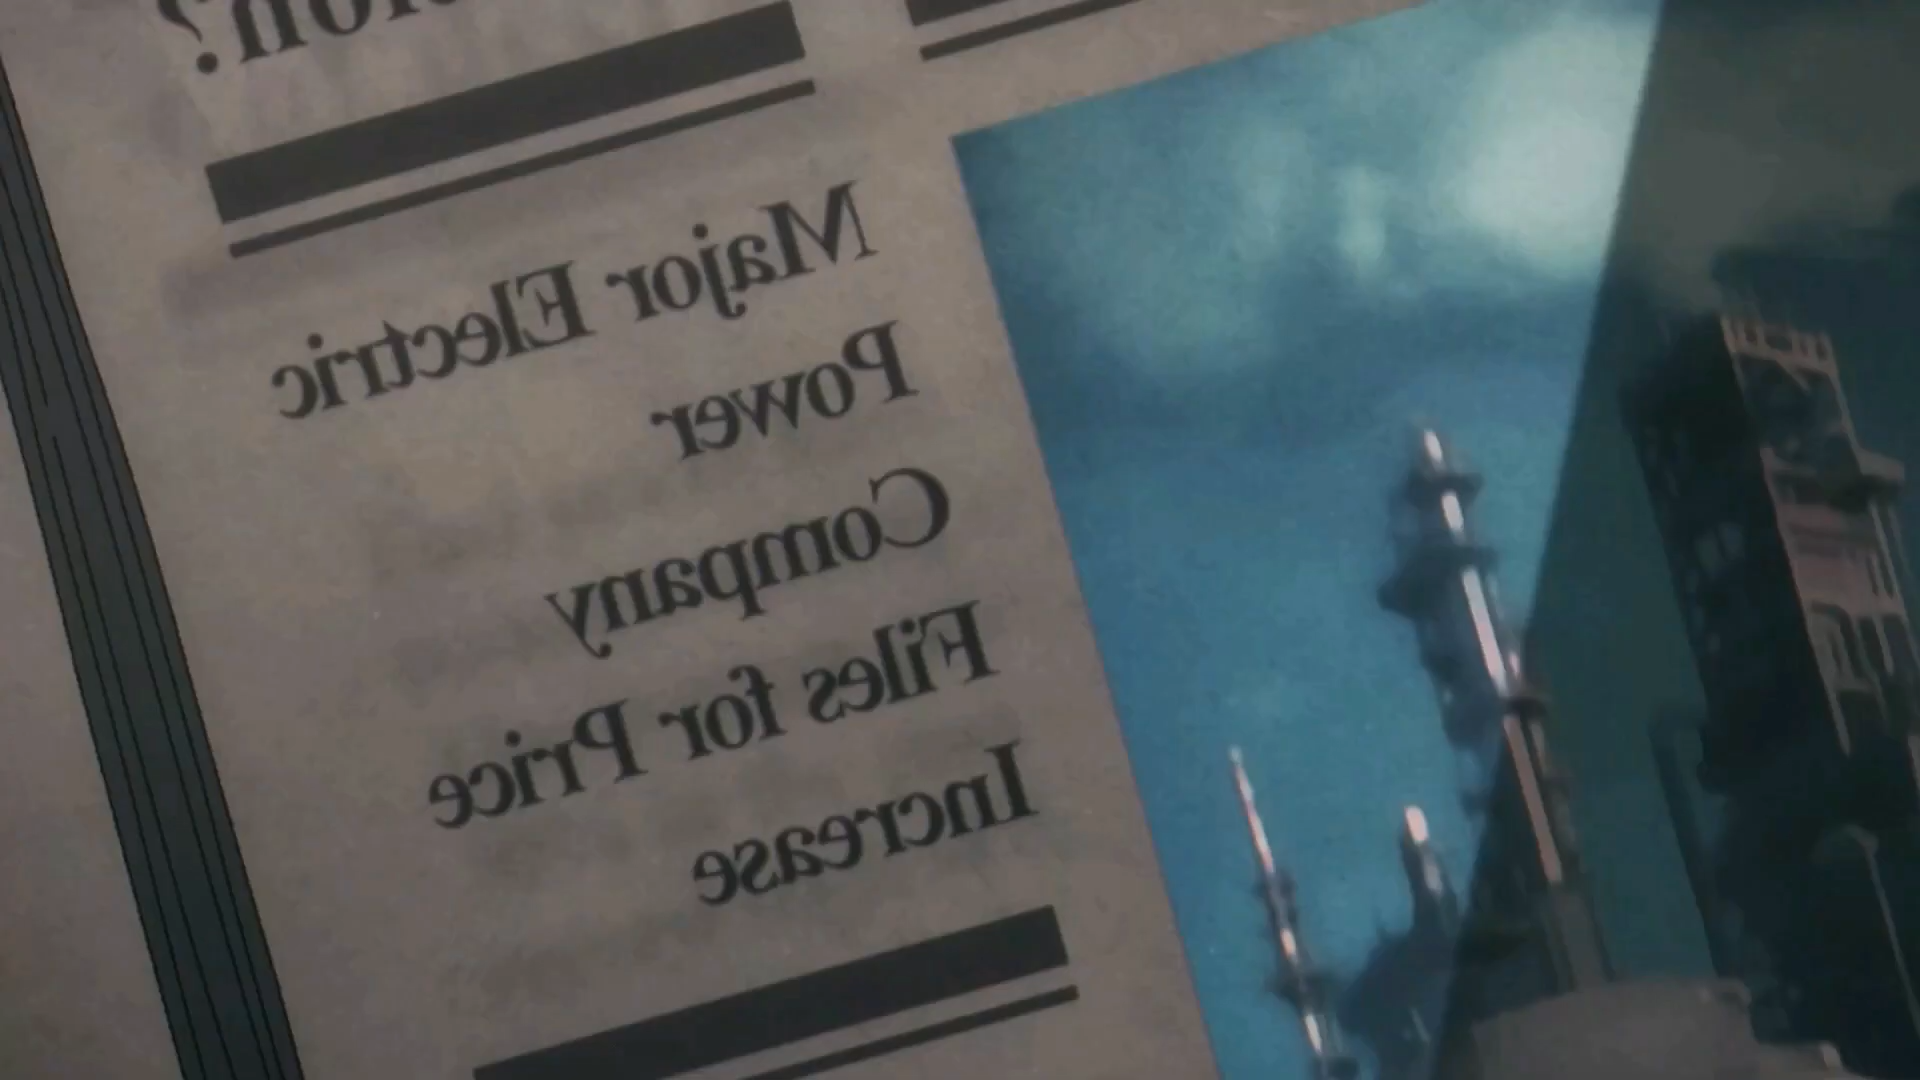 Major Electric
Power
Company
Files for Price
Increase